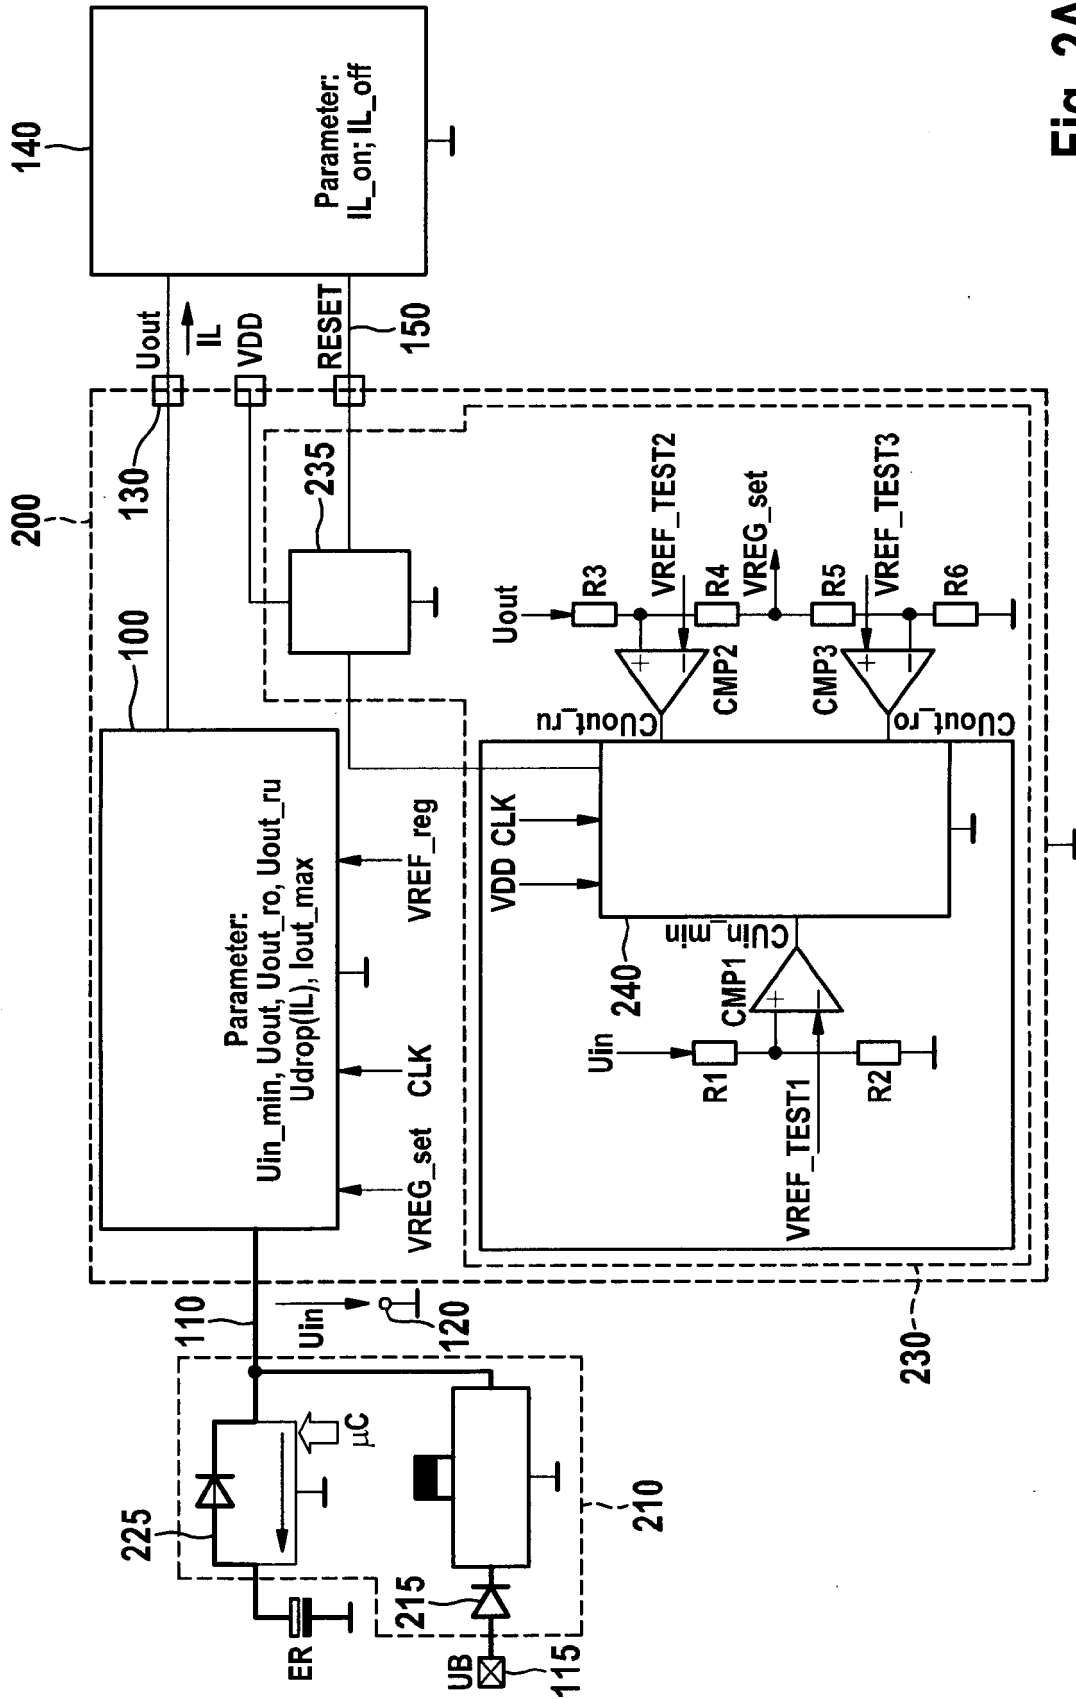 140
Parameter:
IL_on; IL_off
Uout
IL
VDD
RESET
150
200
130
235
100
Parameter:
Uin_min, Uout, Uout_ro, Uout_ru
Udrop(IL), Iout_max
VREG_set
CLK
VREF_reg
Uout
R3
VREF_TEST2
R4
VREG_set
R5
VREF_TEST3
R6
CMP2
CMP3
CUout_ru
CUout_ro
VDD
CLK
240
CUin_min
CMP1
Uin
R1
R2
VREF_TEST1
230
110
Uin
120
225
µC
210
ER
215
UB
115
Fig. 2A